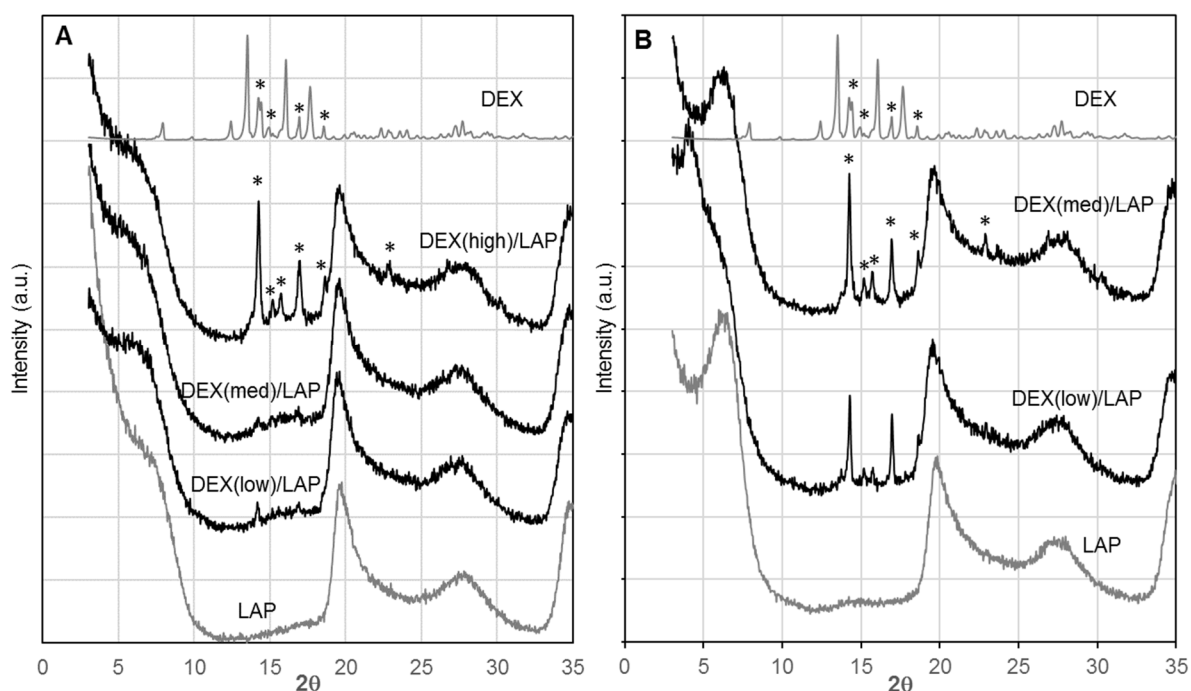 A
*
*
*
*
DEX
*
*
*
*
*
*
DEX(high)/LAP
DEX(med)/LAP
DEX(low)/LAP
LAP
Intensity (a.u.)
0 5 10 15 20 25 30 35
2θ
B
*
*
*
*
DEX
*
*
*
*
*
*
DEX(med)/LAP
DEX(low)/LAP
LAP
Intensity (a.u.)
0 5 10 15 20 25 30 35
2θ